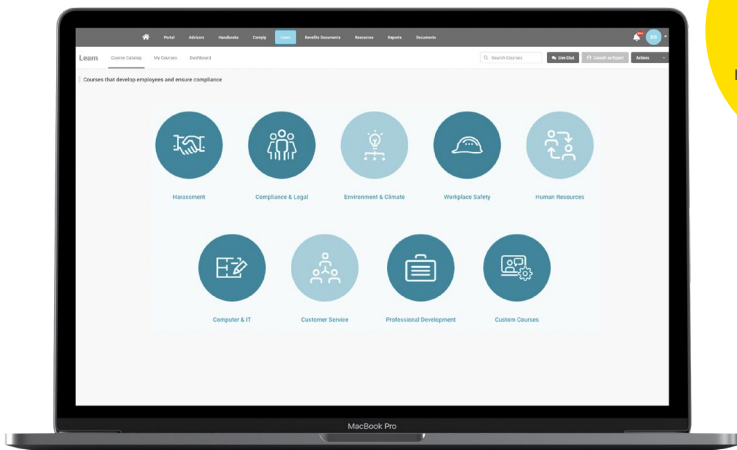 Portal Advisors Handbooks Comply Learn Benefits Documents Resources Reports Documents
BB
Learn Course Catalog My Courses Dashboard Search Courses Live Chat Consult an Expert Actions
Courses that develop employees and ensure compliance
Harassment Compliance & Legal Environment & Climate Workplace Safety Human Resources
Computer & IT Customer Service Professional Development Custom Courses
MacBook Pro